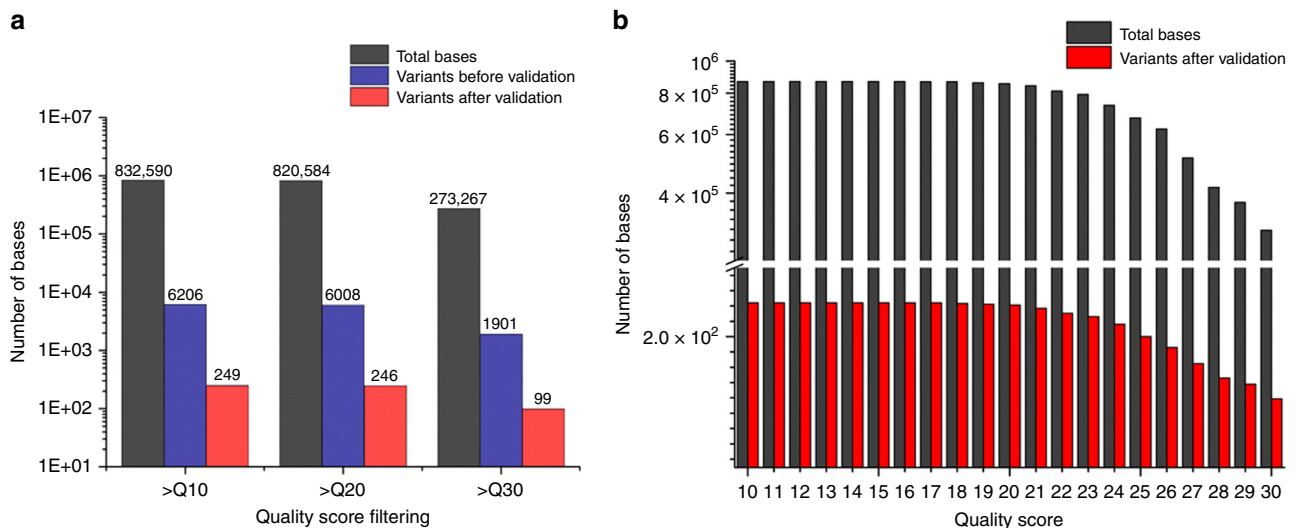 a
Total bases
Variants before validation
Variants after validation
Number of bases
1E+07
1E+06
1E+05
1E+04
1E+03
1E+02
1E+01
832,590
6206
249
820,584
6008
246
273,267
1901
99
>Q10
>Q20
>Q30
Quality score filtering
b
Total bases
Variants after validation
Number of bases
10⁶
8 × 10⁵
6 × 10⁵
4 × 10⁵
2.0 × 10²
10 11 12 13 14 15 16 17 18 19 20 21 22 23 24 25 26 27 28 29 30
Quality score